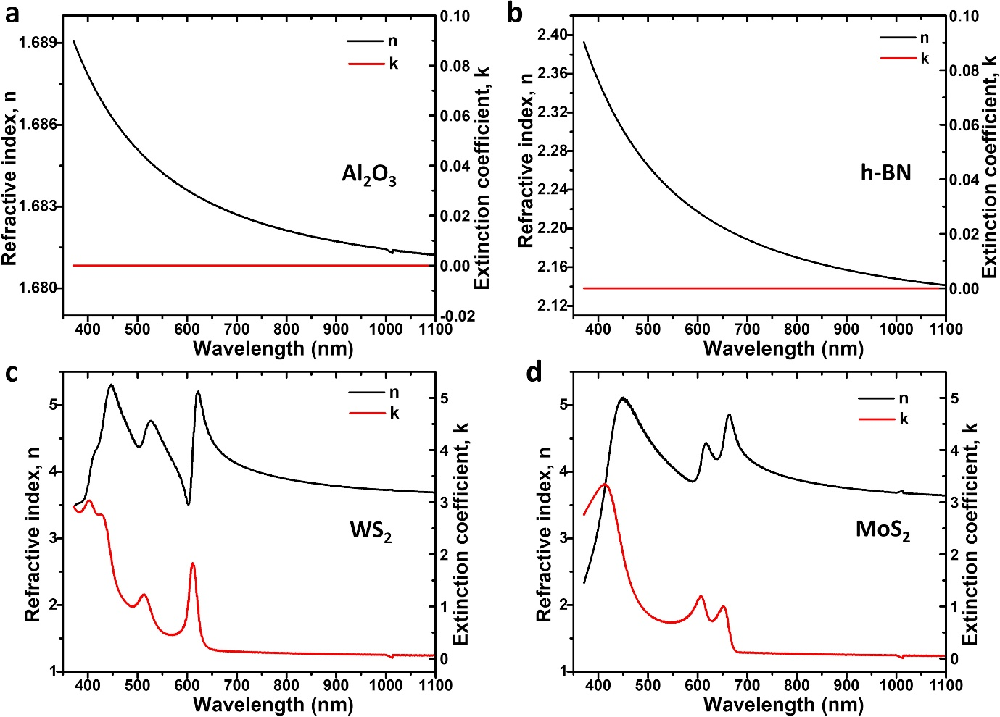 a
Refractive index, n
1.689
1.686
1.683
1.680
n
k
Al₂O₃
0.10
0.08
0.06
0.04
0.02
0.00
-0.02
Extinction coefficient, k
400 500 600 700 800 900 1000 1100
Wavelength (nm)
b
Refractive index, n
2.40
2.36
2.32
2.28
2.24
2.20
2.16
2.12
n
k
h-BN
0.10
0.08
0.06
0.04
0.02
0.00
Extinction coefficient, k
400 500 600 700 800 900 1000 1100
Wavelength (nm)
c
Refractive index, n
5
4
3
2
1
n
k
WS₂
5
4
3
2
1
0
Extinction coefficient, k
400 500 600 700 800 900 1000 1100
Wavelength (nm)
d
Refractive index, n
5
4
3
2
1
n
k
MoS₂
5
4
3
2
1
0
Extinction coefficient, k
400 500 600 700 800 900 1000 1100
Wavelength (nm)